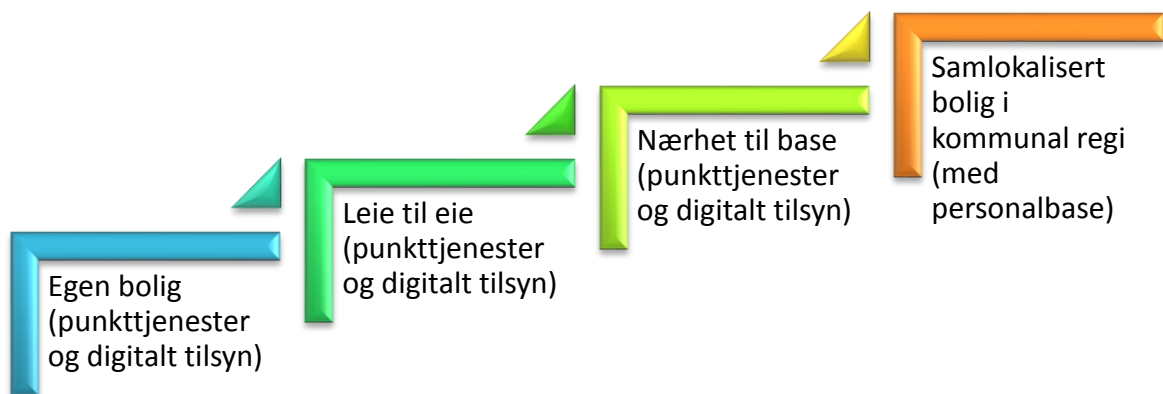 Egen bolig
(punkttjenester
og digitalt tilsyn)
Leie til eie
(punkttjenester
og digitalt tilsyn)
Nærhet til base
(punkttjenester
og digitalt tilsyn)
Samlokalisert
bolig i
kommunal regi
(med
personalbase)